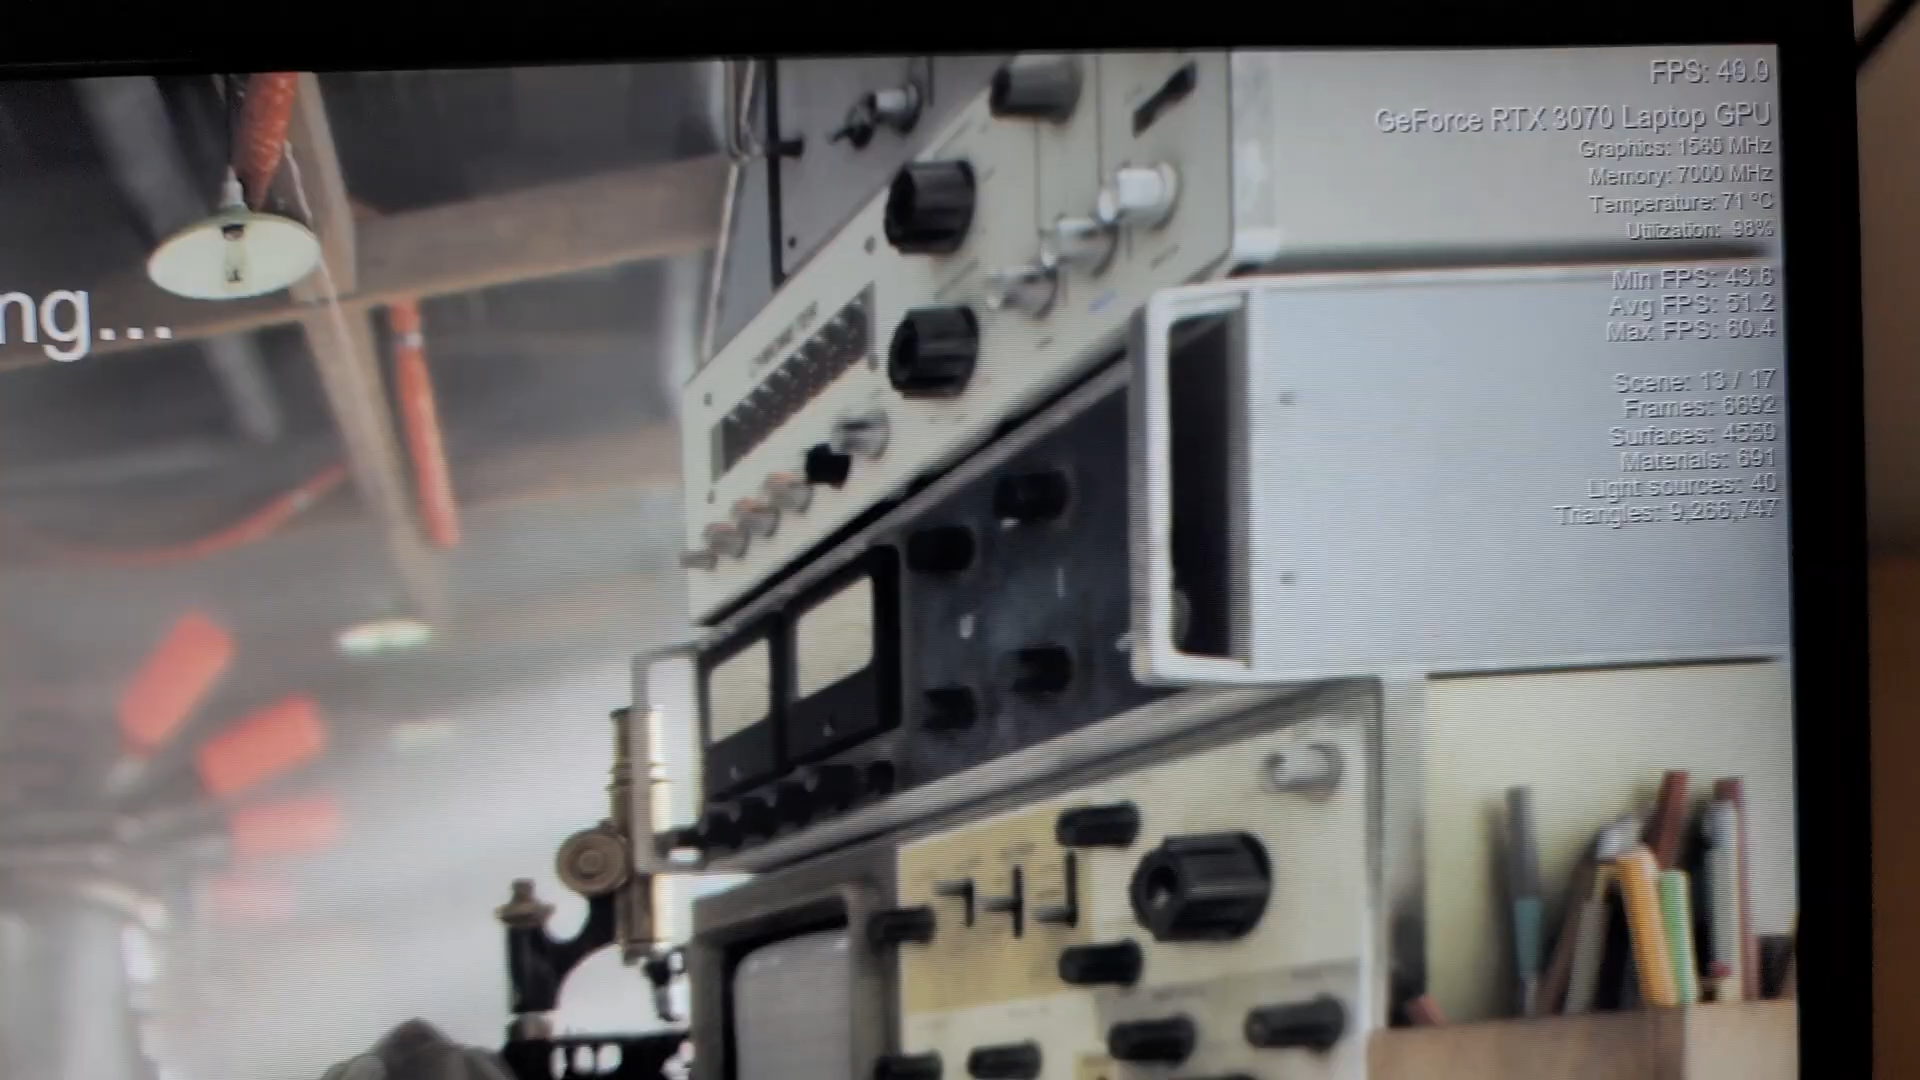 ng...
FPS: 49.9
GeForce RTX 3070 Laptop GPU
Graphics: 1560 MHz
Memory: 7000 MHz
Temperature: 71 °C
Utilization: 98%
Min FPS: 43.6
Avg FPS: 51.2
Max FPS: 60.4
Scene: 13 / 17
Frames: 6692
Surfaces: 4550
Materials: 691
Light sources: 40
Triangles: 9,266,747